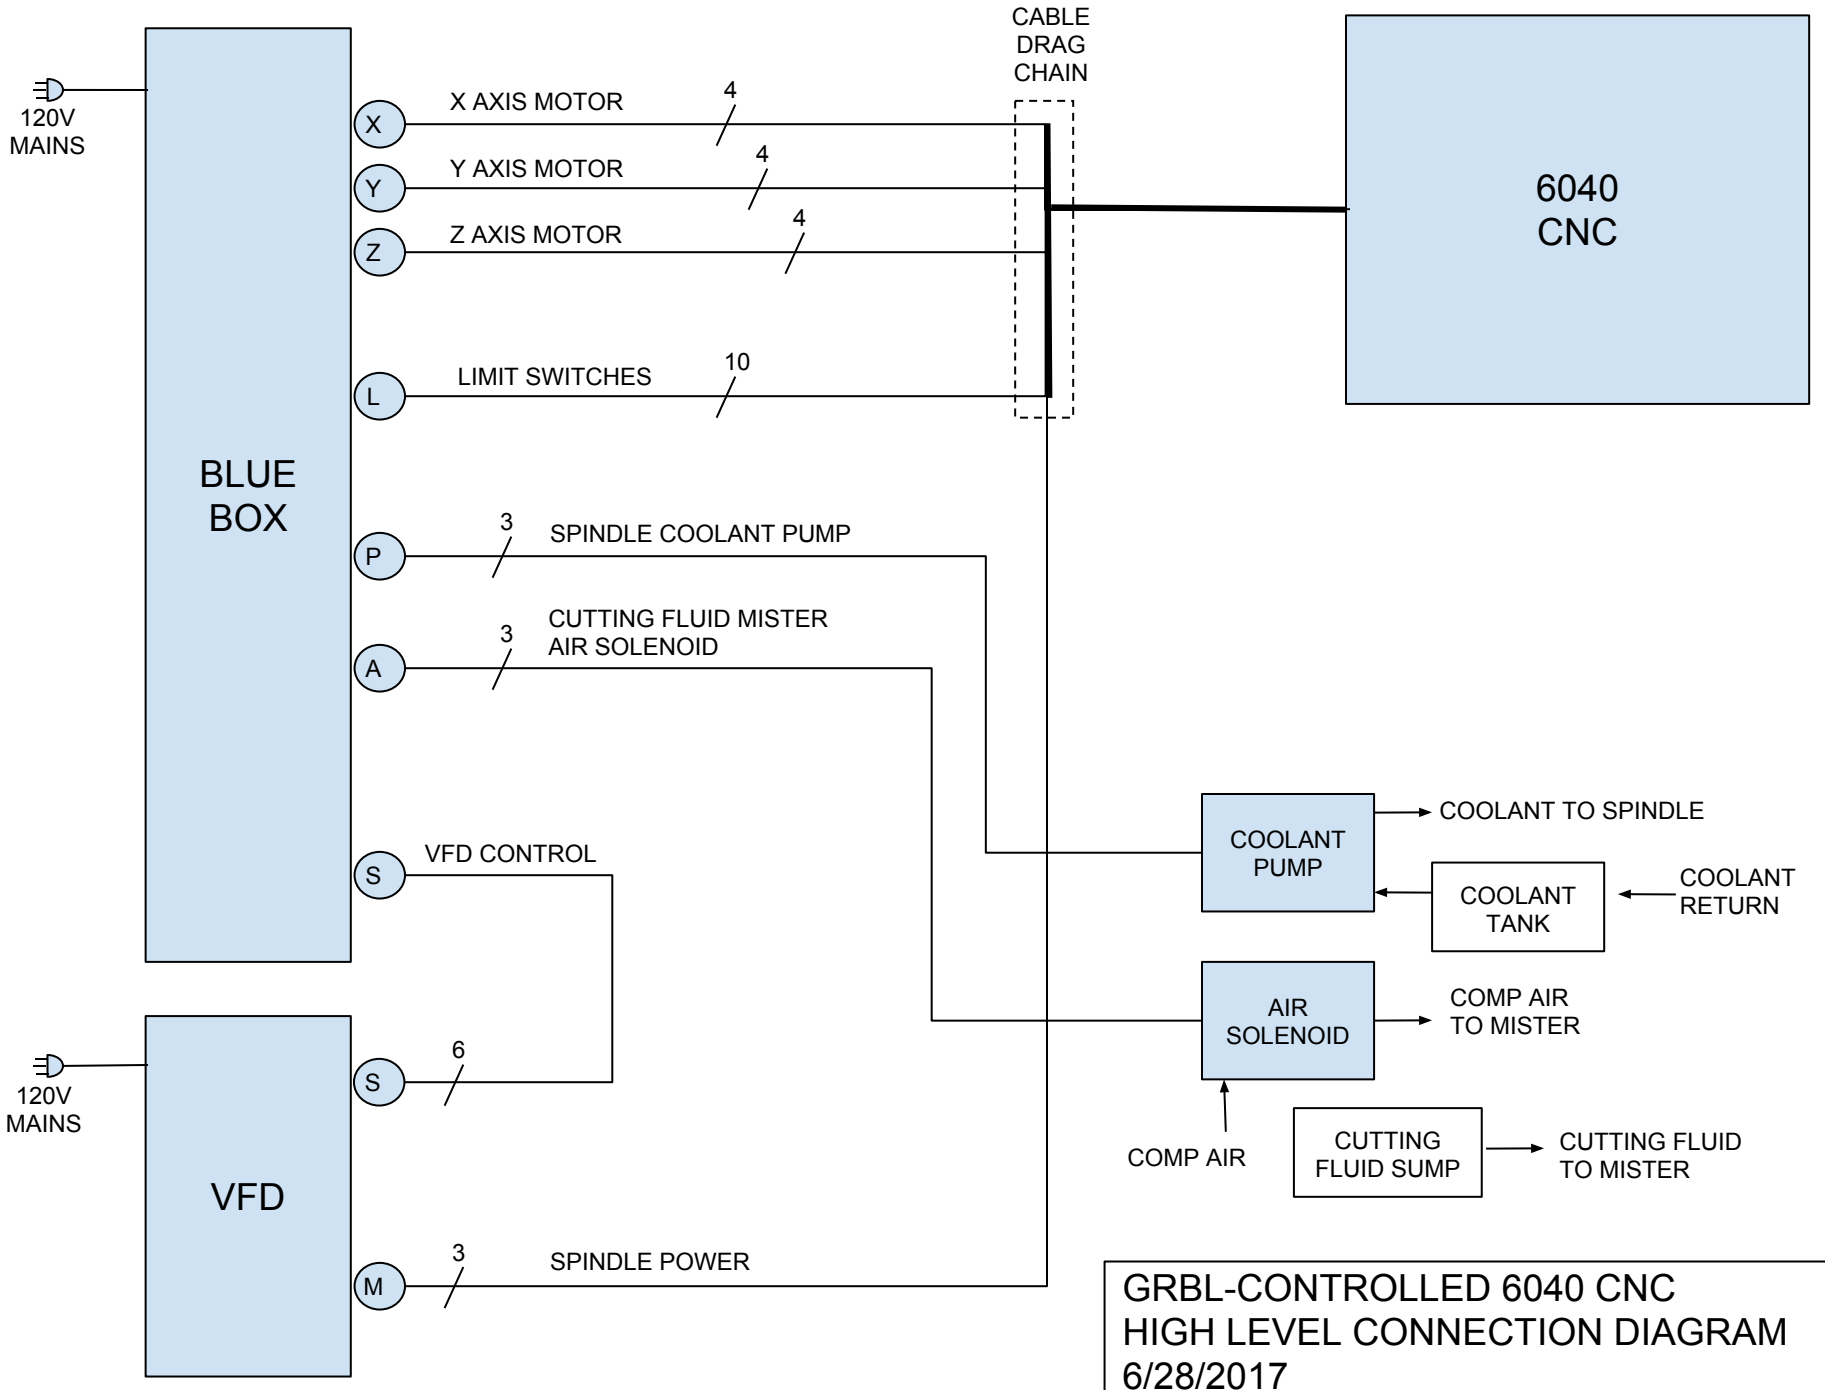 CABLE
DRAG
CHAIN
120V
MAINS
X
X AXIS MOTOR
4
Y
Y AXIS MOTOR
4
Z
Z AXIS MOTOR
4
6040
CNC
L
LIMIT SWITCHES
10
BLUE
BOX
P
3
SPINDLE COOLANT PUMP
A
3
CUTTING FLUID MISTER
AIR SOLENOID
S
VFD CONTROL
COOLANT
PUMP
COOLANT TO SPINDLE
COOLANT
TANK
COOLANT
RETURN
AIR
SOLENOID
COMP AIR
TO MISTER
COMP AIR
CUTTING
FLUID SUMP
CUTTING FLUID
TO MISTER
120V
MAINS
S
6
VFD
M
3
SPINDLE POWER
GRBL-CONTROLLED 6040 CNC
HIGH LEVEL CONNECTION DIAGRAM
6/28/2017